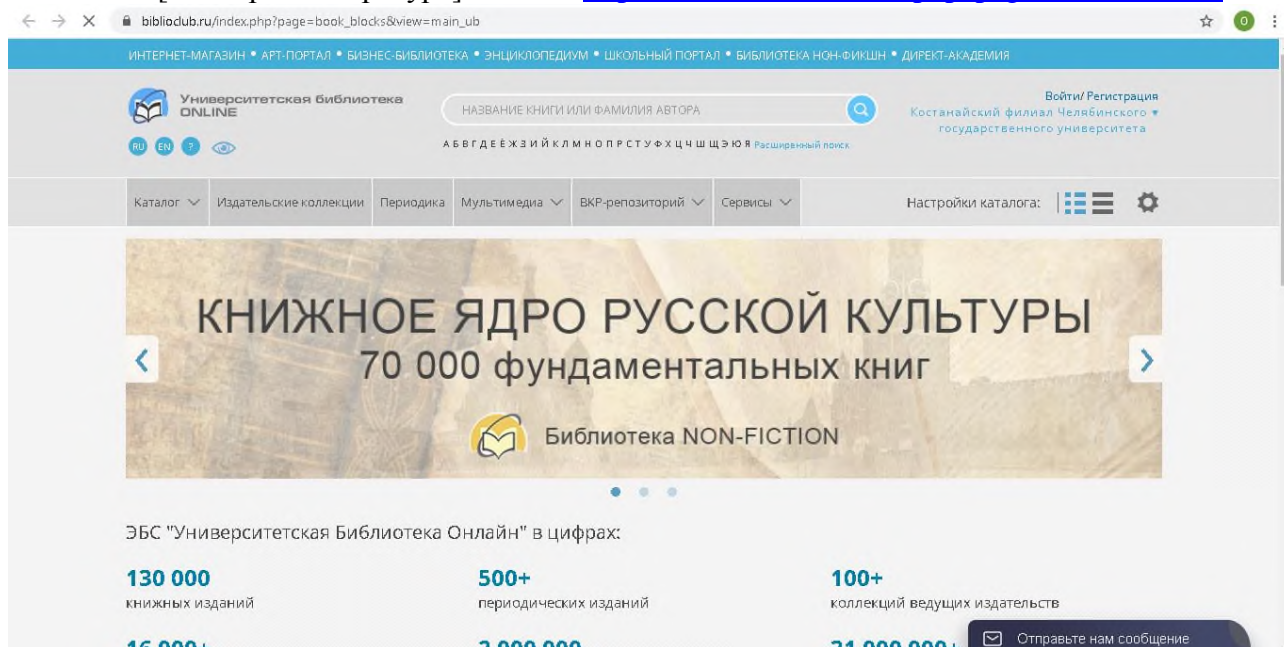 biblioclub.ru/index.php?page=book_blocks&view=main_ub
О
ИНТЕРНЕТ-МАГАЗИН • АРТ-ПОРТАЛ • БИЗНЕС-БИБЛИОТЕКА • ЭНЦИКЛОПЕДИУМ • ШКОЛЬНЫЙ ПОРТАЛ • БИБЛИОТЕКА НОН-ФИКШН • ДИРЕКТ-АКАДЕМИЯ
Университетская библиотека
ONLINE
НАЗВАНИЕ КНИГИ ИЛИ ФАМИЛИЯ АВТОРА
Войти/Регистрация
Костанайский филиал Челябинского
государственного университета
RU EN ?
А Б В Г Д Е Ё Ж З И Й К Л М Н О П Р С Т У Ф Х Ц Ч Ш Щ Э Ю Я Расширенный поиск
Каталог Издательские коллекции Периодика Мультимедиа ВКР-репозиторий Сервисы Настройки каталога:
КНИЖНОЕ ЯДРО РУССКОЙ КУЛЬТУРЫ
70 000 фундаментальных книг
Библиотека NON-FICTION
ЭБС "Университетская Библиотека Онлайн" в цифрах:
130 000 500+ 100+
книжных изданий периодических изданий коллекций ведущих издательств
Отправьте нам сообщение